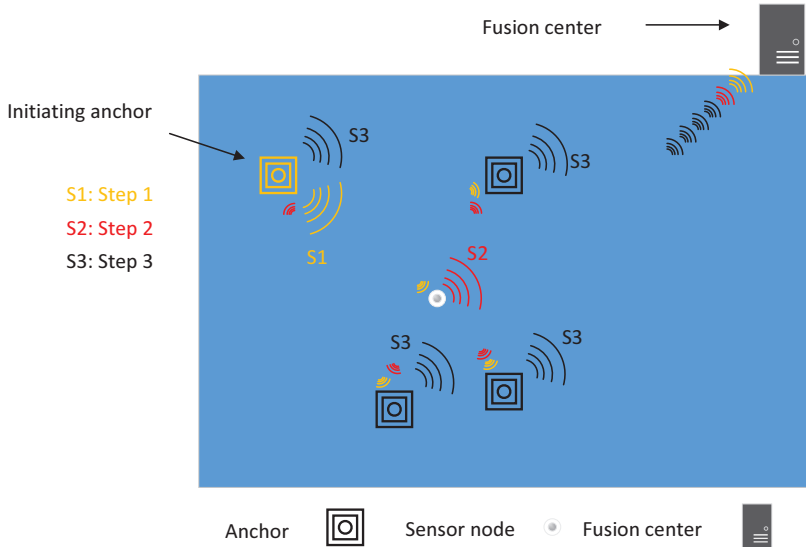 Fusion center
Initiating anchor
S3
S3
S1: Step 1
S2: Step 2
S3: Step 3
S1
S2
S3
S3
Anchor
Sensor node
Fusion center